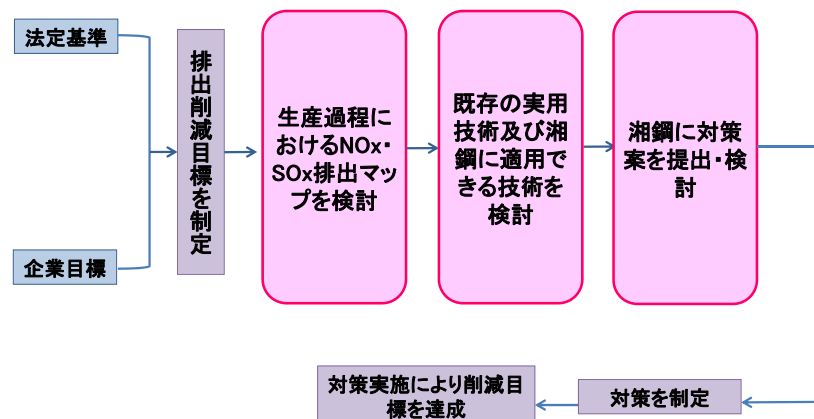 法定基準
企業目標
排出削減目標を制定
生産過程に
おけるNOx・
SOx排出マッ
プを検討
既存の実用
技術及び湘
鋼に適用で
きる技術を
検討
湘鋼に対策
案を提出・検
討
対策を制定
対策実施により削減目
標を達成